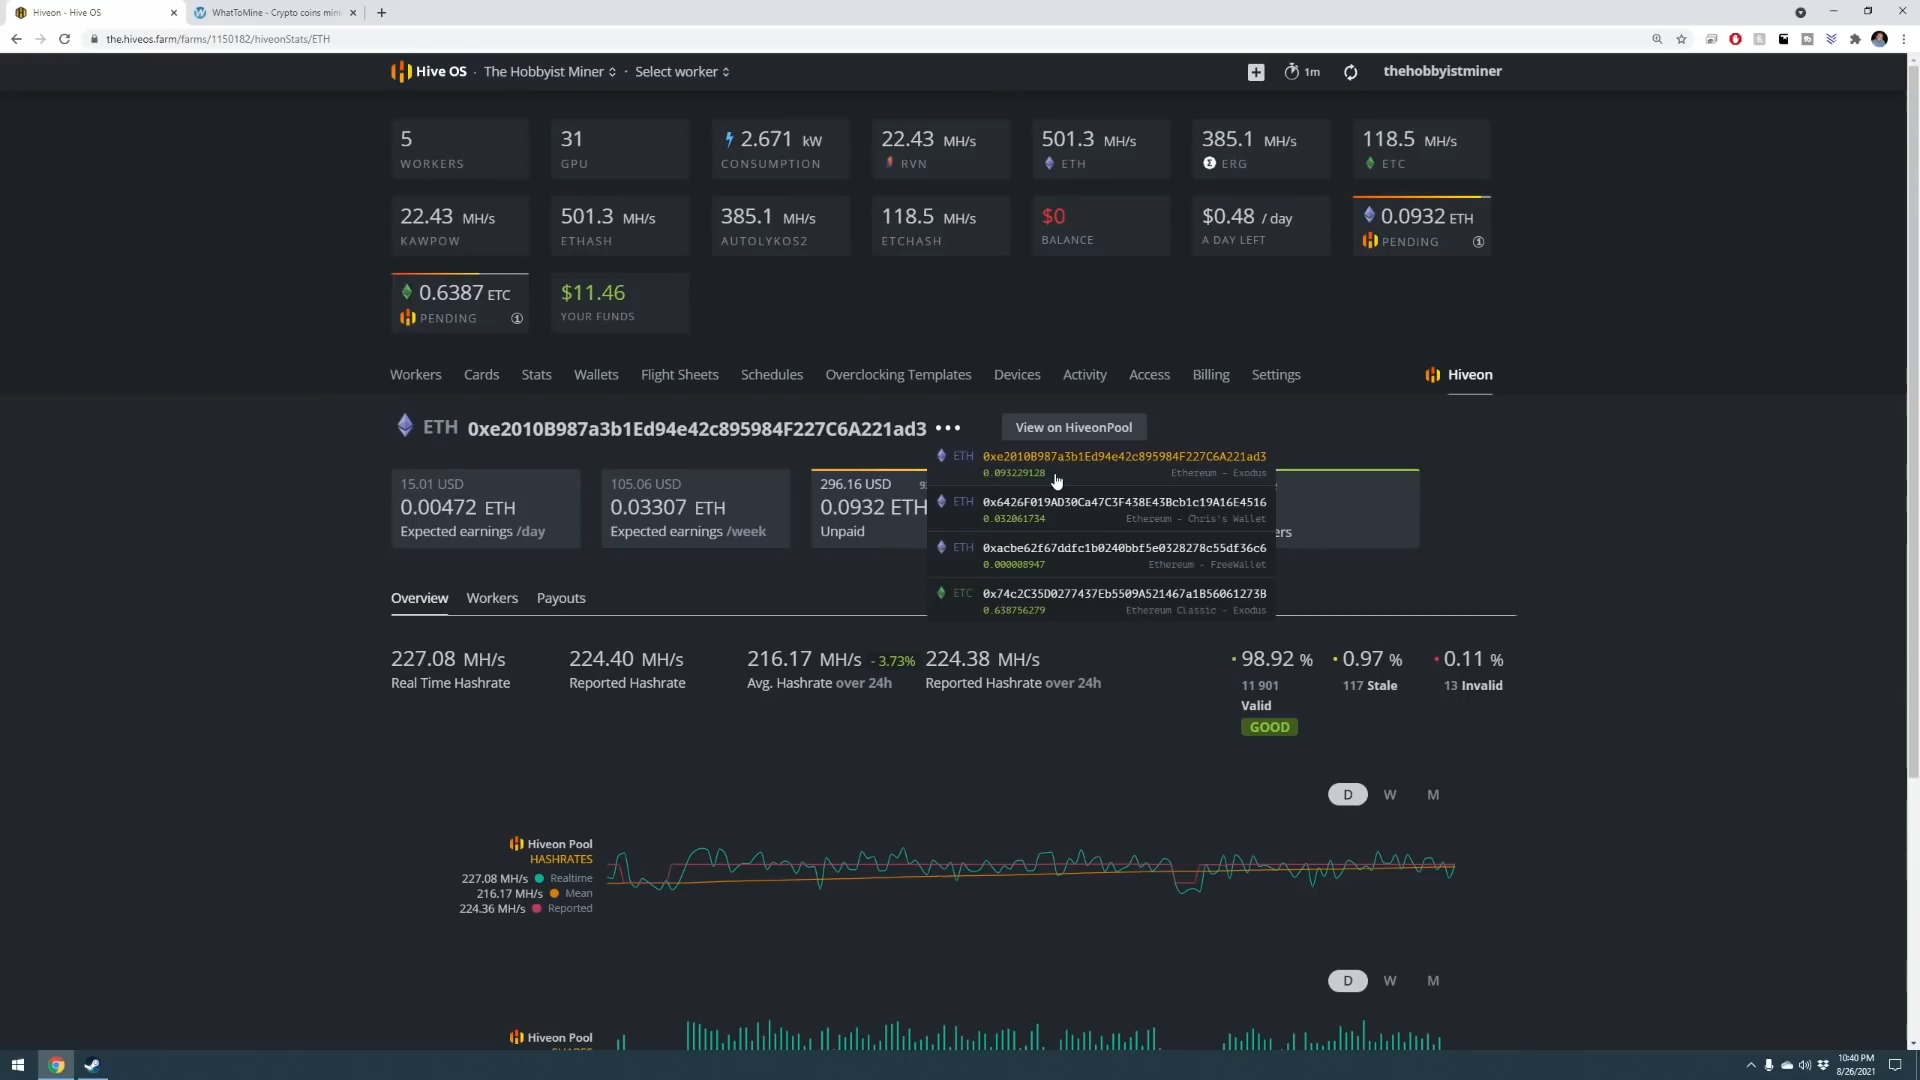 Hiveon - Hive OS
WhatToMine - Crypto coins mini
the.hiveos.farm/farms/1150182/hiveonStats/ETH
Hive OS · The Hobbyist Miner · Select worker
1m
thehobbyistminer
5
WORKERS
31
GPU
2.671 kW
CONSUMPTION
22.43 MH/s
RVN
501.3 MH/s
ETH
385.1 MH/s
ERG
118.5 MH/s
ETC
22.43 MH/s
KAWPOW
501.3 MH/s
ETHASH
385.1 MH/s
AUTOLYKOS2
118.5 MH/s
ETCHASH
$0
BALANCE
$0.48 / day
A DAY LEFT
0.0932 ETH
PENDING
0.6387 ETC
PENDING
$11.46
YOUR FUNDS
Workers Cards Stats Wallets Flight Sheets Schedules Overclocking Templates Devices Activity Access Billing Settings Hiveon
ETH 0xe2010B987a3b1Ed94e42c895984F227C6A221ad3 •••
View on HiveonPool
ETH 0xe2010B987a3b1Ed94e42c895984F227C6A221ad3
0.093229128 Ethereum - Exodus
ETH 0x6426F019AD30Ca47C3F438E43Bcb1c19A16E4516
0.032061734 Ethereum - Chris's Wallet
ETH 0xacbe62f67ddfc1b0240bbf5e0328278c55df36c6
0.000008947 Ethereum - FreeWallet
ETC 0x74c2C35D0277437Eb5509A521467a1B56061273B
0.638756279 Ethereum Classic - Exodus
15.01 USD
0.00472 ETH
Expected earnings /day
105.06 USD
0.03307 ETH
Expected earnings /week
296.16 USD
0.0932 ETH
Unpaid
ers
Overview Workers Payouts
227.08 MH/s
Real Time Hashrate
224.40 MH/s
Reported Hashrate
216.17 MH/s - 3.73%
Avg. Hashrate over 24h
224.38 MH/s
Reported Hashrate over 24h
98.92 %
11 901
Valid
GOOD
0.97 %
117 Stale
0.11 %
13 Invalid
D W M
Hiveon Pool
HASHRATES
227.08 MH/s Realtime
216.17 MH/s Mean
224.36 MH/s Reported
D W M
Hiveon Pool
10:40 PM
8/26/2021